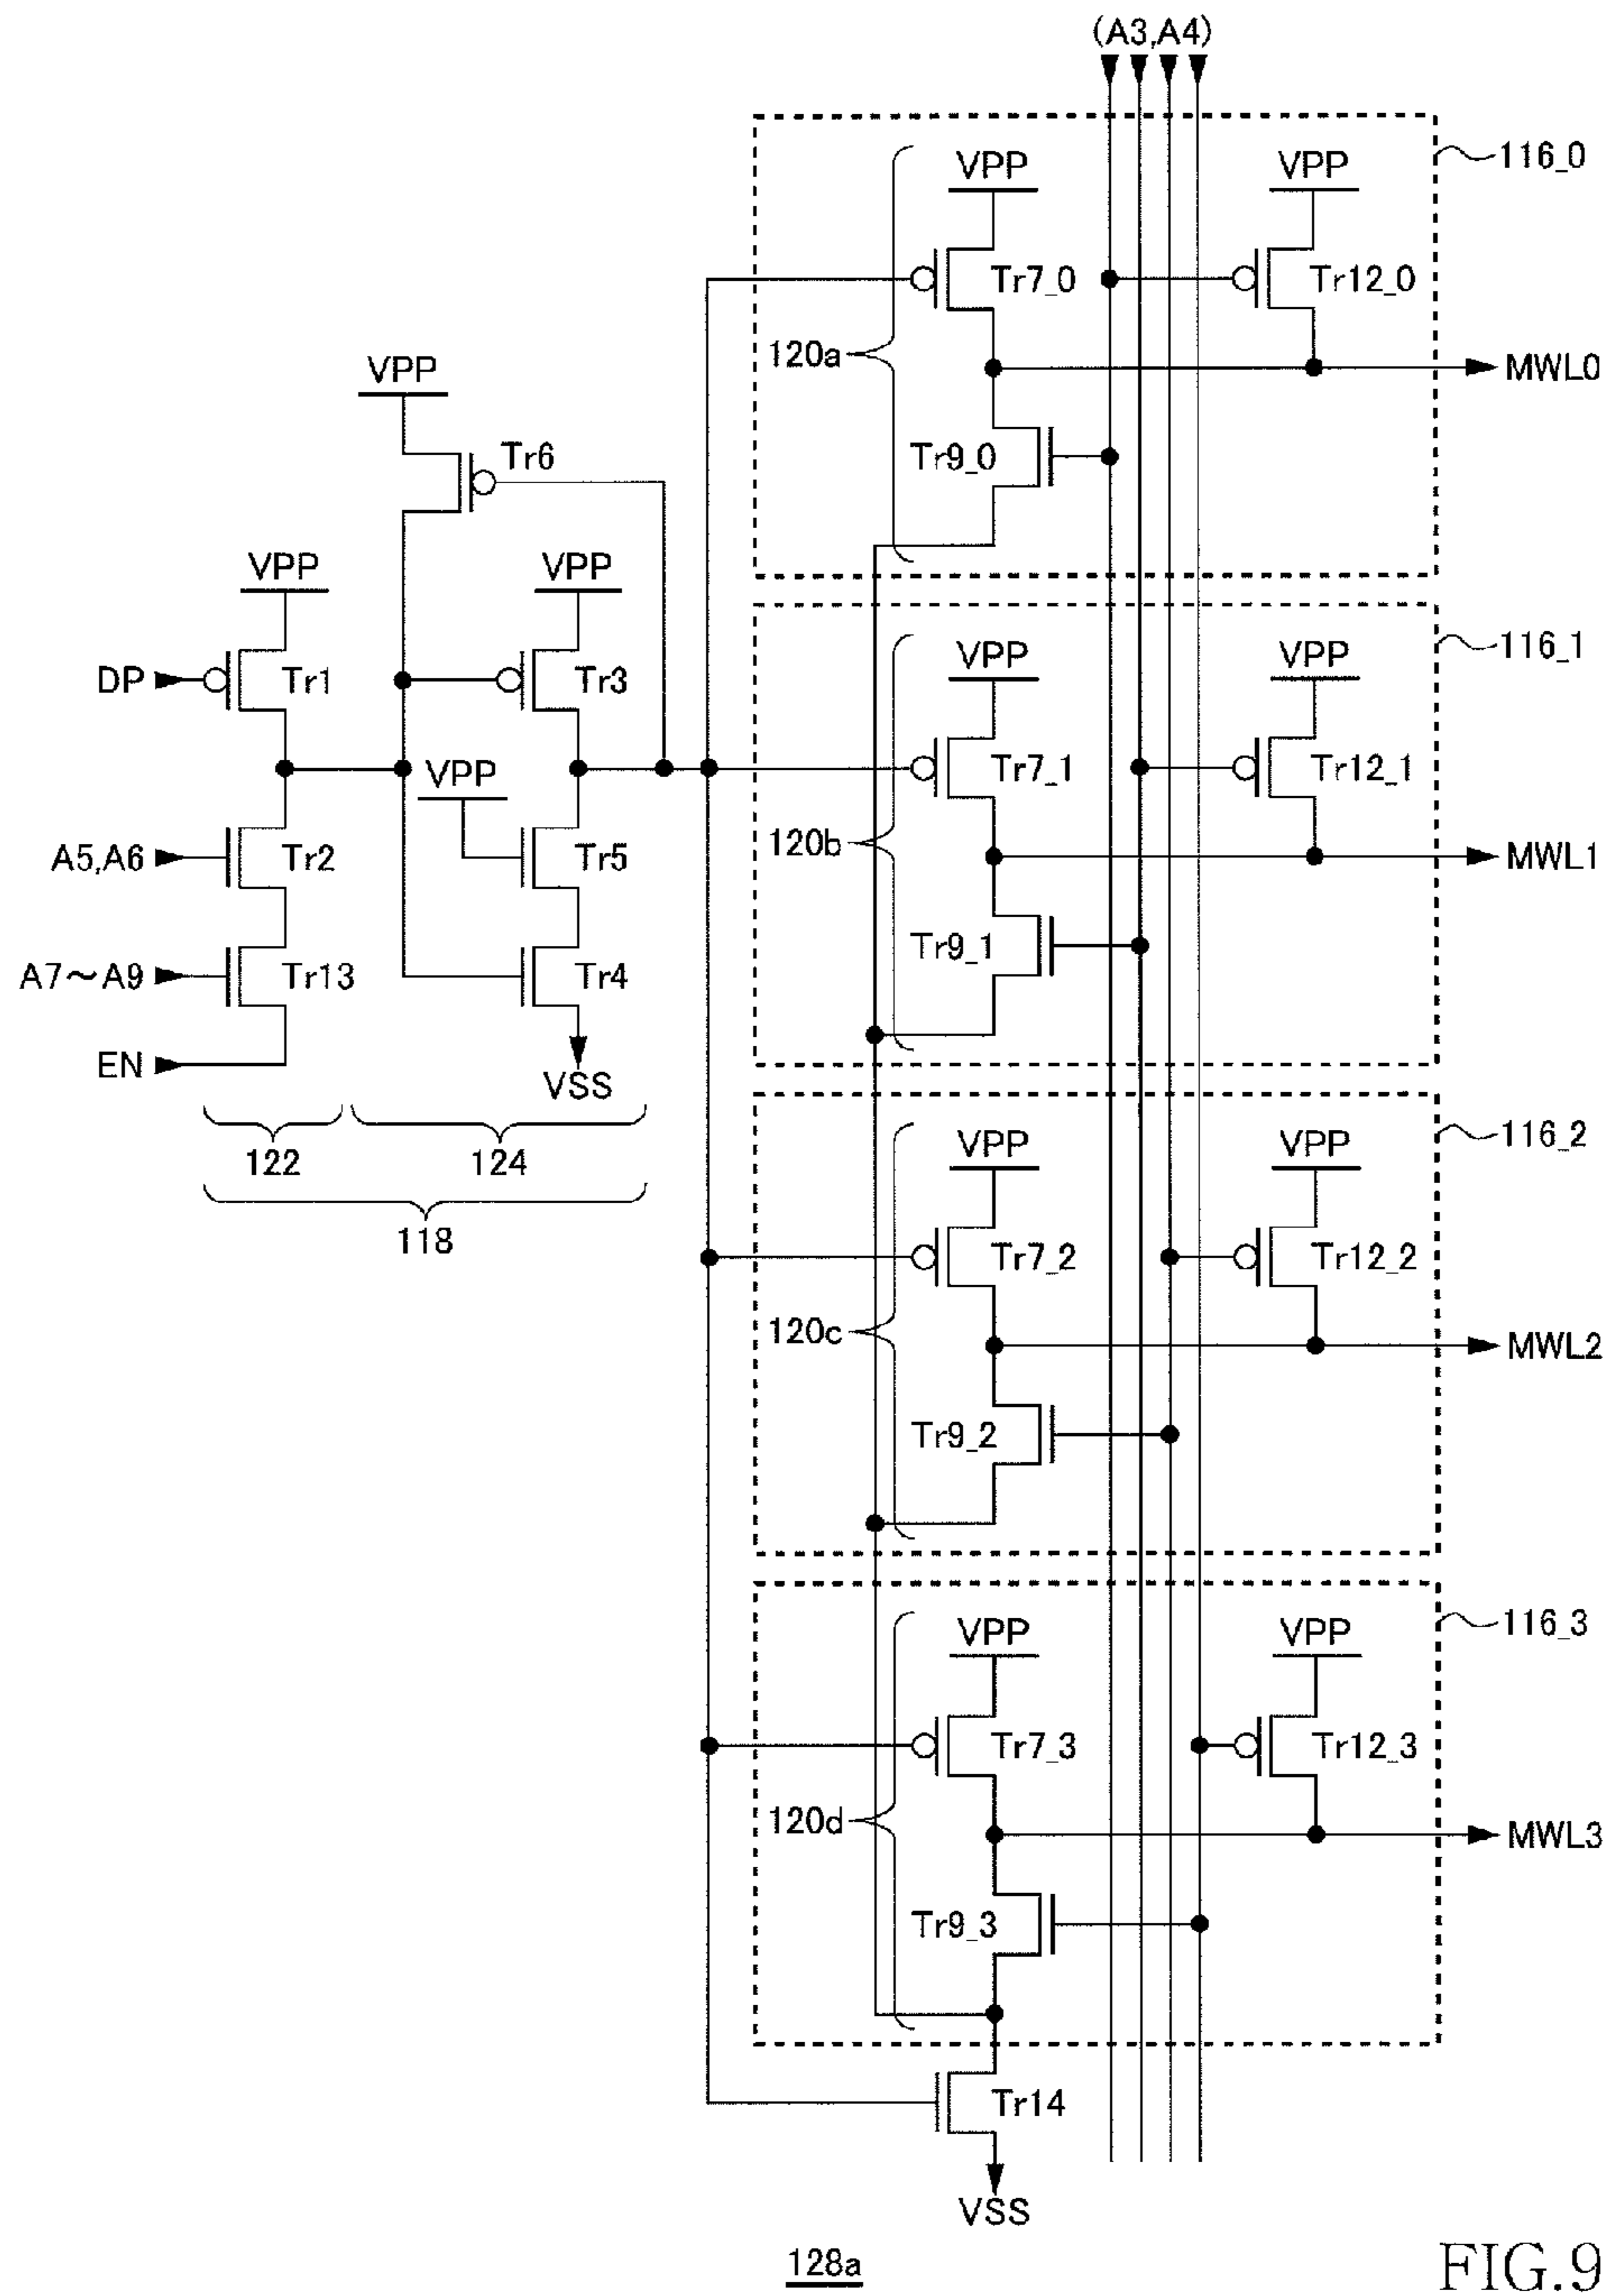 (A3,A4)
116_0
VPP
VPP
Tr7_0
Tr12_0
120a
MWL0
Tr9_0
VPP
Tr6
VPP
VPP
DP
Tr1
Tr3
VPP
A5,A6
Tr2
Tr5
A7～A9
Tr13
Tr4
EN
VSS
122
124
118
116_1
VPP
VPP
Tr7_1
Tr12_1
120b
MWL1
Tr9_1
116_2
VPP
VPP
Tr7_2
Tr12_2
120c
MWL2
Tr9_2
116_3
VPP
VPP
Tr7_3
Tr12_3
120d
MWL3
Tr9_3
Tr14
VSS
128a
FIG.9